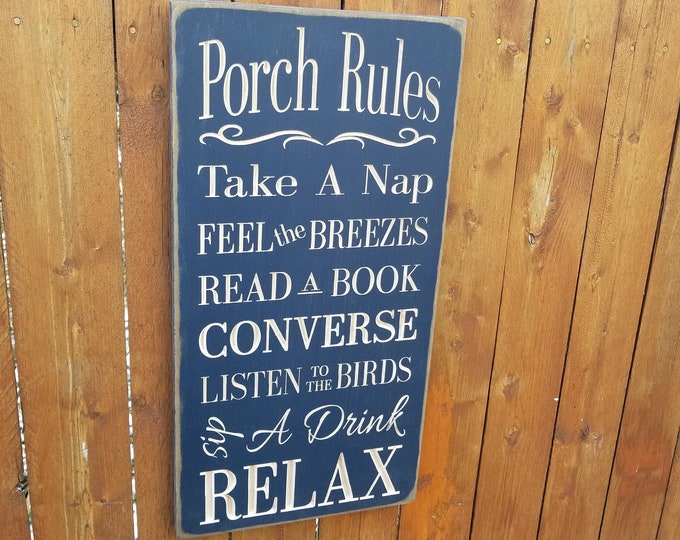 Porch Rules
Take A Nap
FEEL the BREEZES
READ A BOOK
CONVERSE
LISTEN TO THE BIRDS
Sip A Drink
RELAX